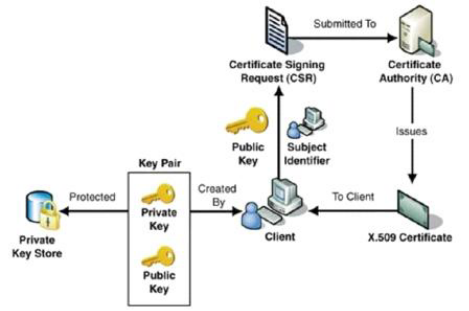 Submitted To
Certificate Signing
Request (CSR)
Certificate
Authority (CA)
Public
Key
Subject
Identifier
Issues
Key Pair
Protected
Private
Key
Created
By
To Client
Private
Key Store
Public
Key
Client
X.509 Certificate